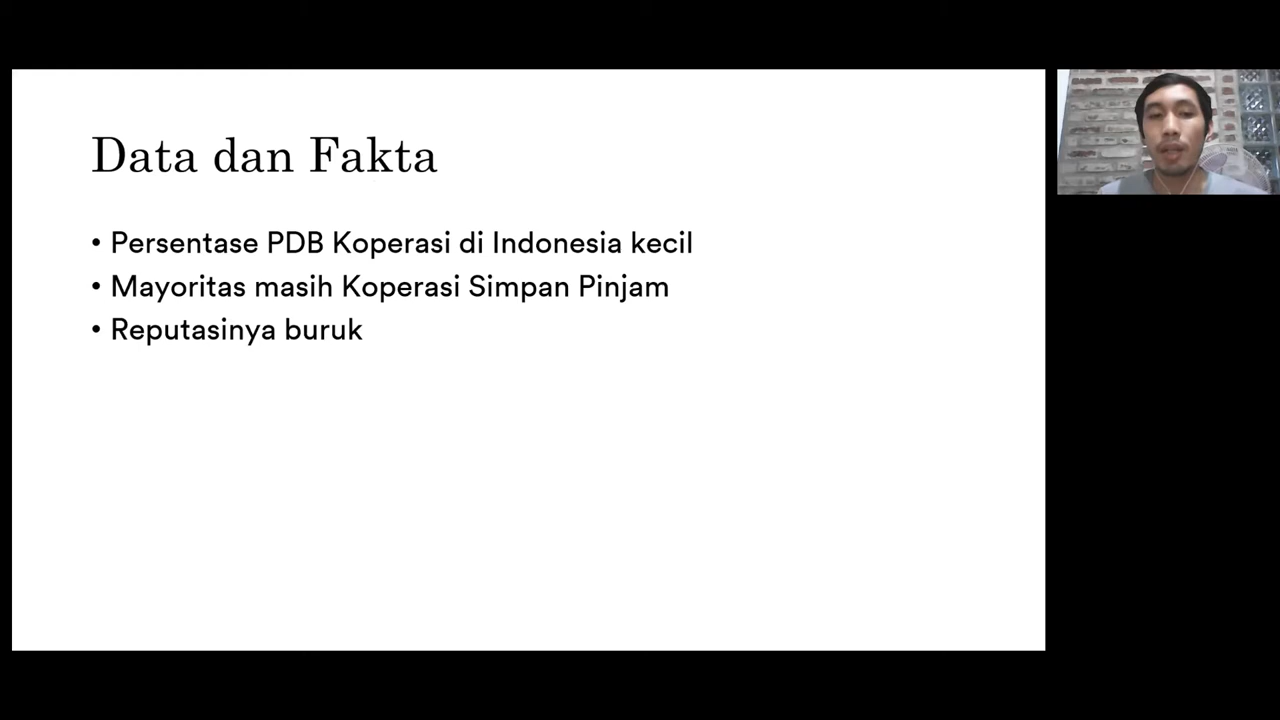 Data dan Fakta
• Persentase PDB Koperasi di Indonesia kecil
• Mayoritas masih Koperasi Simpan Pinjam
• Reputasinya buruk